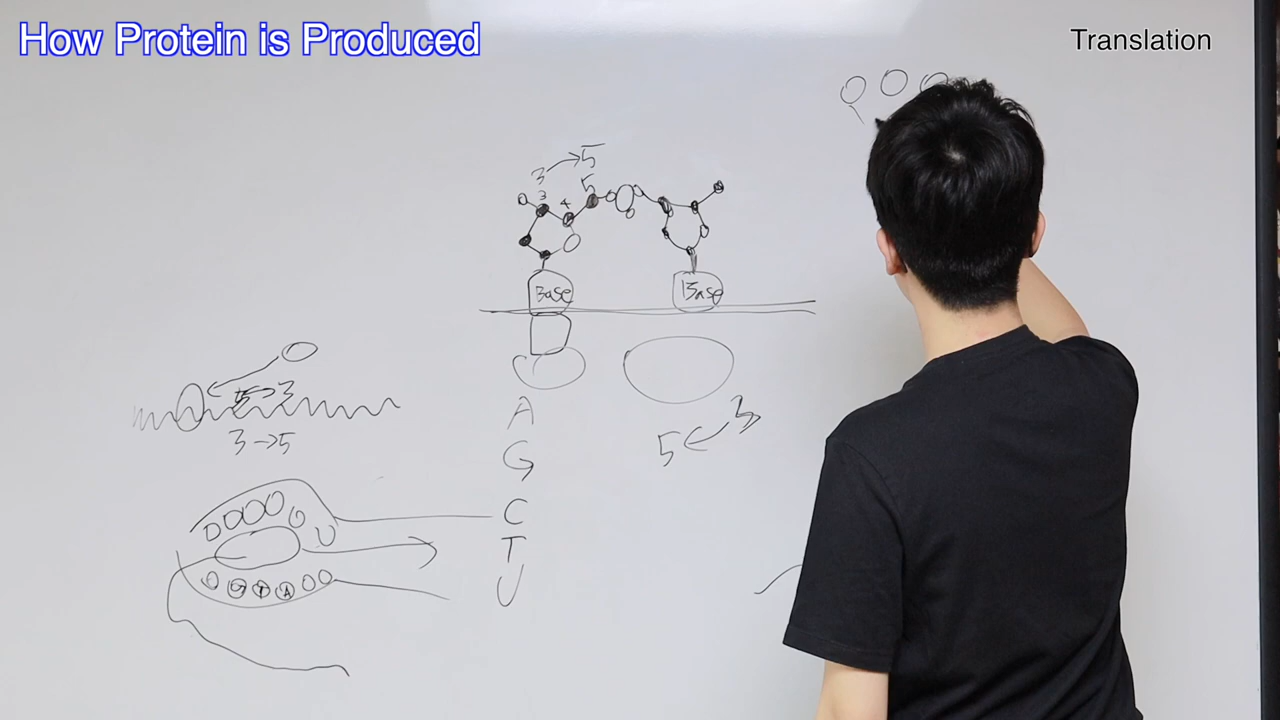 How Protein is Produced
Translation
3 → 5
3 4 5
Base Base
3 → 5
5 ← 3
A
G
C
T
U
G T A